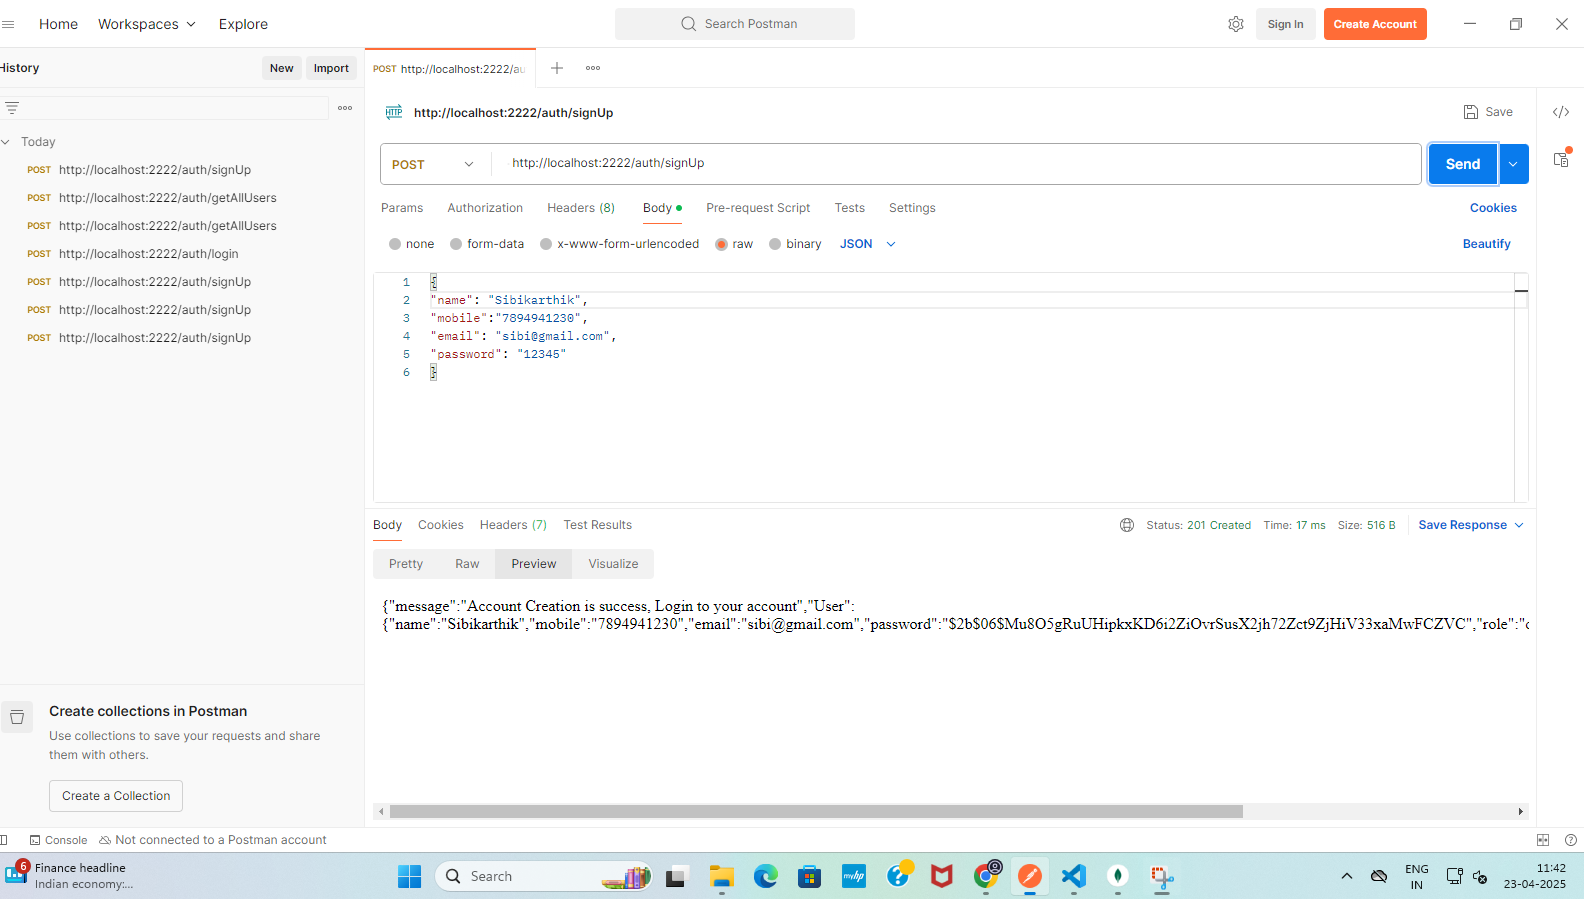 Home Workspaces Explore
Search Postman
Sign In Create Account
History New Import
POST http://localhost:2222/au
HTTP http://localhost:2222/auth/signUp Save
Today
POST http://localhost:2222/auth/signUp
POST http://localhost:2222/auth/getAllUsers
POST http://localhost:2222/auth/getAllUsers
POST http://localhost:2222/auth/login
POST http://localhost:2222/auth/signUp
POST http://localhost:2222/auth/signUp
POST http://localhost:2222/auth/signUp
POST http://localhost:2222/auth/signUp Send
Params Authorization Headers (8) Body Pre-request Script Tests Settings Cookies
none form-data x-www-form-urlencoded raw binary JSON Beautify
1 {
2 "name": "Sibikarthik",
3 "mobile":"7894941230",
4 "email": "sibi@gmail.com",
5 "password": "12345"
6 }
Body Cookies Headers (7) Test Results Status: 201 Created Time: 17 ms Size: 516 B Save Response
Pretty Raw Preview Visualize
{"message":"Account Creation is success, Login to your account","User":
{"name":"Sibikarthik","mobile":"7894941230","email":"sibi@gmail.com","password":"$2b$06$Mu8O5gRuUHipkxKD6i2ZiOvrSusX2jh72Zct9ZjHiV33xaMwFCZVC","role":"c
Create collections in Postman
Use collections to save your requests and share
them with others.
Create a Collection
Console Not connected to a Postman account
6 Finance headline
Indian economy:...
Search
myhp
ENG
IN
11:42
23-04-2025